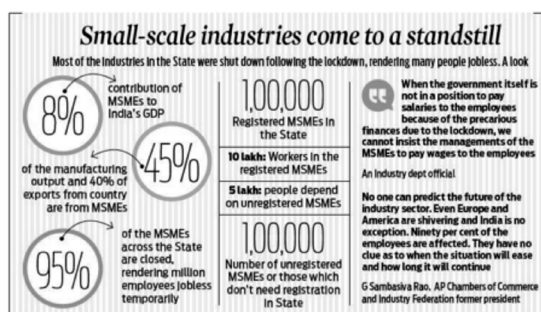 Small-scale industries come to a standstill
Most of the industries in the State were shut down following the lockdown, rendering many people jobless. A look
8%
contribution of
MSMEs to
India's GDP
45%
of the manufacturing
output and 40% of
exports from country
are from MSMEs
95%
of the MSMEs
across the State
are closed,
rendering million
employees jobless
temporarily
1,00,000
Registered MSMEs in
the State
10 lakh: Workers in the
registered MSMEs
5 lakh: people depend
on unregistered MSMEs
1,00,000
Number of unregistered
MSMEs or those which
don't need registration
in State
When the government itself is
not in a position to pay
salaries to the employees
because of the precarious
finances due to the lockdown, we
cannot insist the managements of the
MSMEs to pay wages to the employees
An Industry dept official
No one can predict the future of the
industry sector. Even Europe and
America are shivering and India is no
exception. Ninety per cent of the
employees are affected. They have no
clue as to when the situation will ease
and how long it will continue
G Sambasiva Rao, AP Chambers of Commerce
and Industry Federation former president